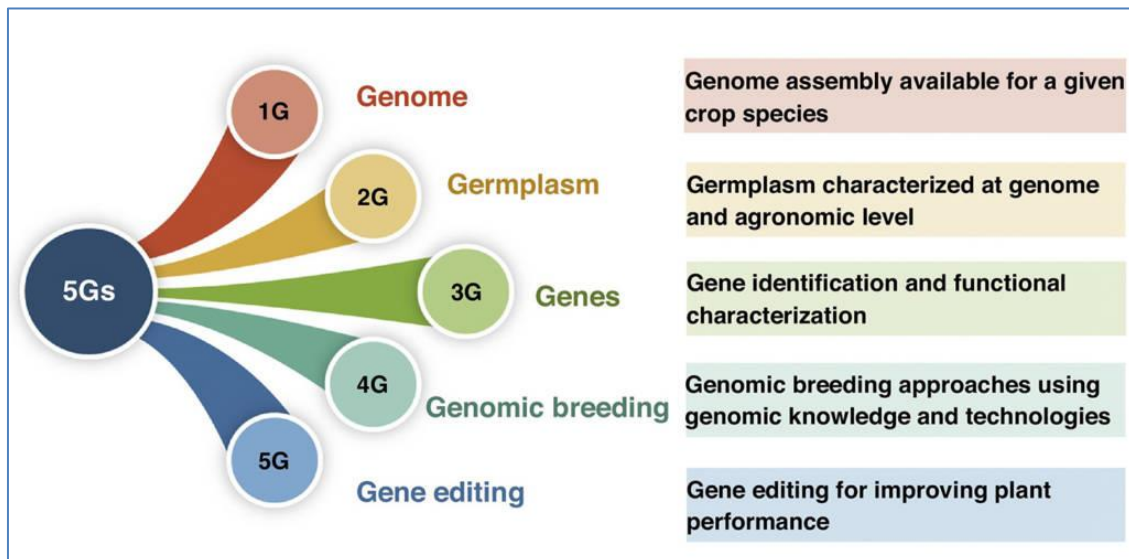 1G
Genome
Genome assembly available for a given
crop species
2G
Germplasm
Germplasm characterized at genome
and agronomic level
5Gs
3G
Genes
Gene identification and functional
characterization
4G
Genomic breeding
Genomic breeding approaches using
genomic knowledge and technologies
5G
Gene editing
Gene editing for improving plant
performance